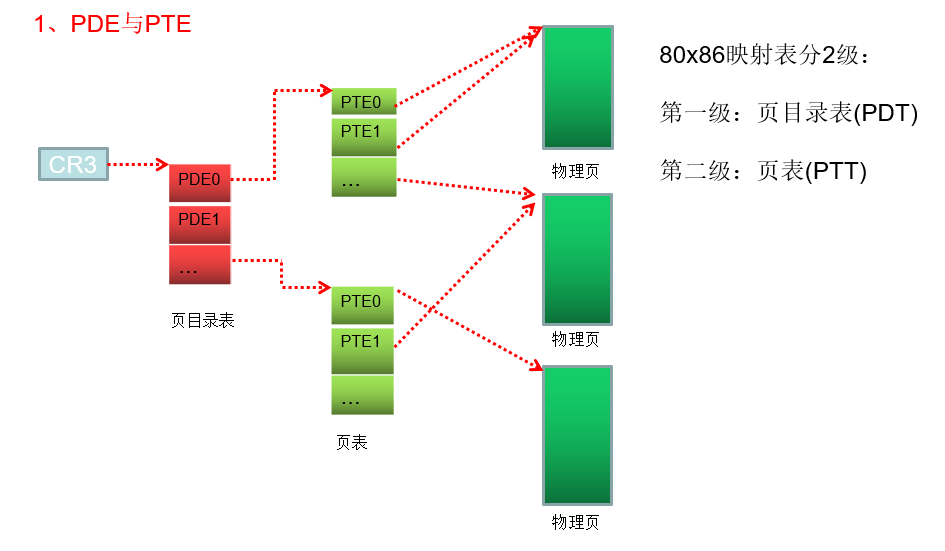 1、PDE与PTE
80x86映射表分2级：
第一级：页目录表(PDT)
第二级：页表(PTT)
CR3
PDE0
PDE1
...
页目录表
PTE0
PTE1
...
PTE0
PTE1
...
页表
物理页
物理页
物理页